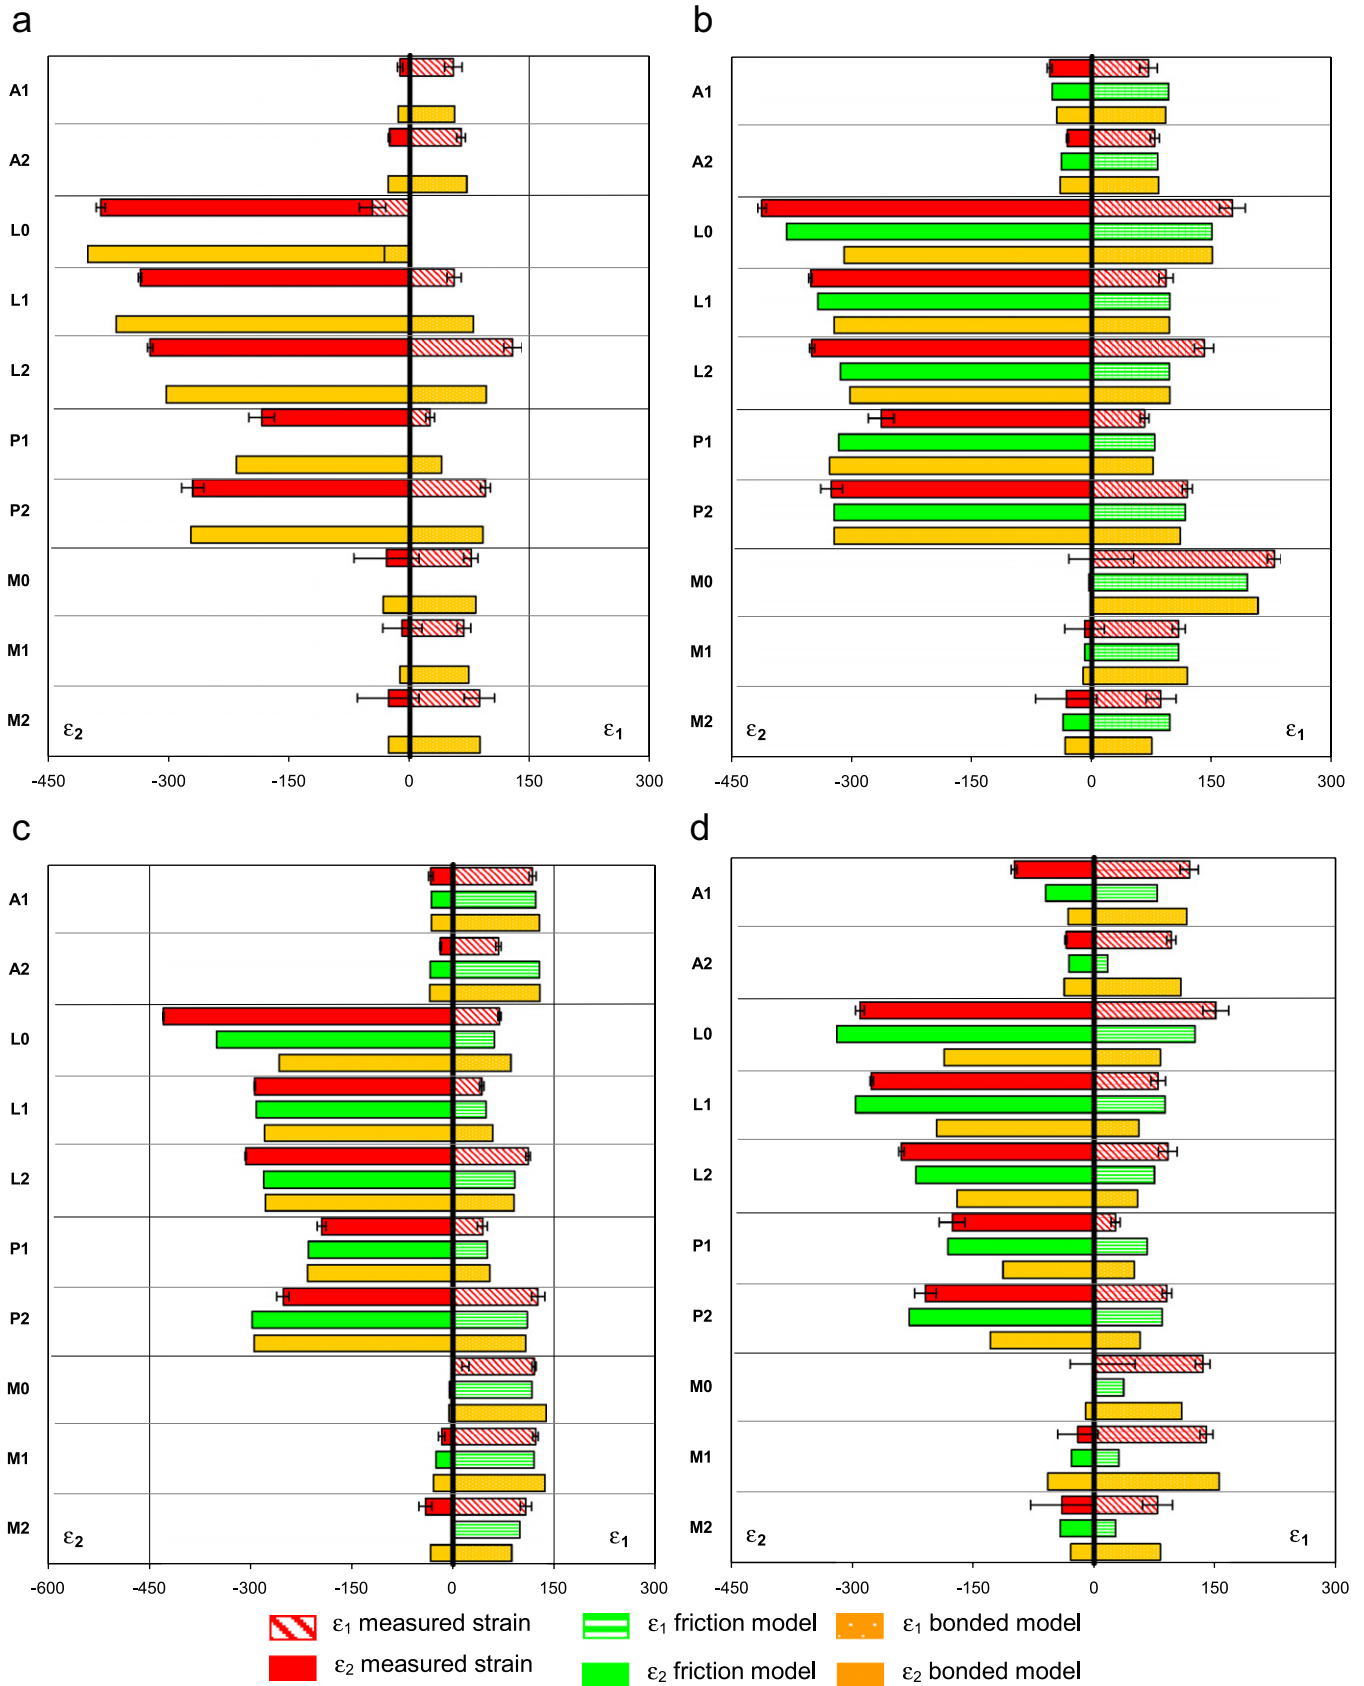 a
A1
A2
L0
L1
L2
P1
P2
M0
M1
M2
ε2
ε1
-450 -300 -150 0 150 300
b
A1
A2
L0
L1
L2
P1
P2
M0
M1
M2
ε2
ε1
-450 -300 -150 0 150 300
c
A1
A2
L0
L1
L2
P1
P2
M0
M1
M2
ε2
ε1
-600 -450 -300 -150 0 150 300
d
A1
A2
L0
L1
L2
P1
P2
M0
M1
M2
ε2
ε1
-450 -300 -150 0 150 300
ε1 measured strain ε1 friction model ε1 bonded model
ε2 measured strain ε2 friction model ε2 bonded model